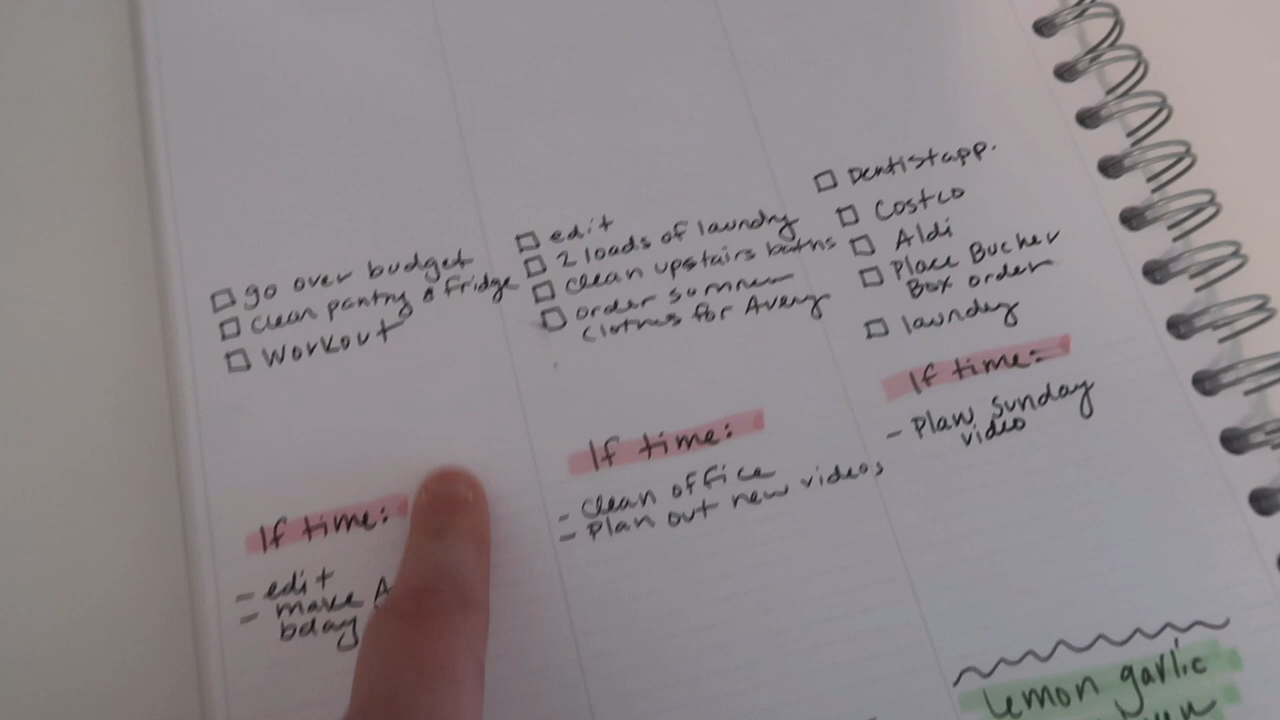 go over budget
clean pantry & fridge
Workout
If time:
- edit
- make
bday
edit
2 loads of laundry
clean upstairs baths
order summer
clothes for Avery
If time:
- Clean office
- Plan out new videos
Dentist app.
Costco
Aldi
Place Bucher
Box order
laundry
If time:
- Plan Sunday
video
lemon garlic